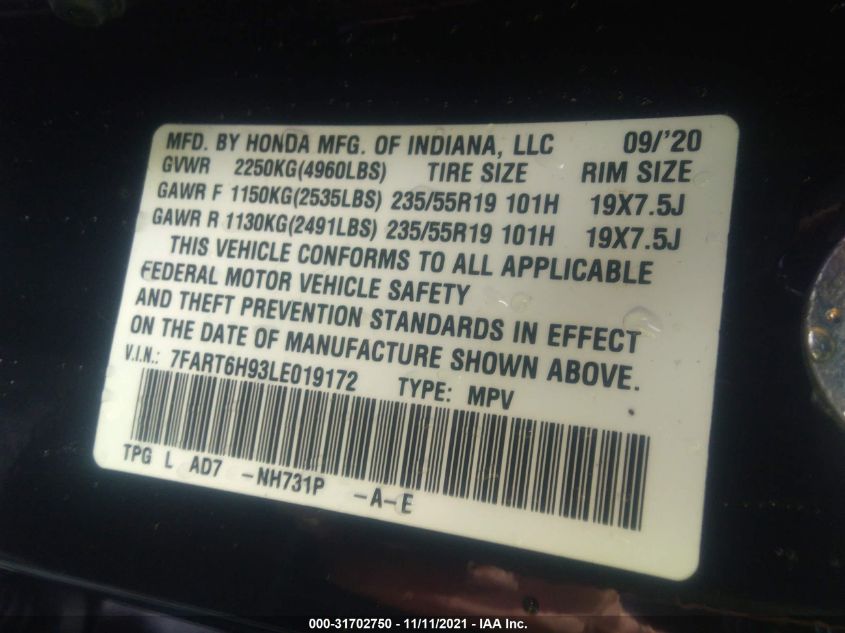 MFD. BY HONDA MFG. OF INDIANA, LLC 09/'20
GVWR 2250KG(4960LBS) TIRE SIZE RIM SIZE
GAWR F 1150KG(2535LBS) 235/55R19 101H 19X7.5J
GAWR R 1130KG(2491LBS) 235/55R19 101H 19X7.5J
THIS VEHICLE CONFORMS TO ALL APPLICABLE
FEDERAL MOTOR VEHICLE SAFETY
AND THEFT PREVENTION STANDARDS IN EFFECT
ON THE DATE OF MANUFACTURE SHOWN ABOVE.
V.I.N.: 7FART6H93LE019172 TYPE: MPV
TPG L AD7 -NH731P -A-E
000-31702750 - 11/11/2021 - IAA Inc.